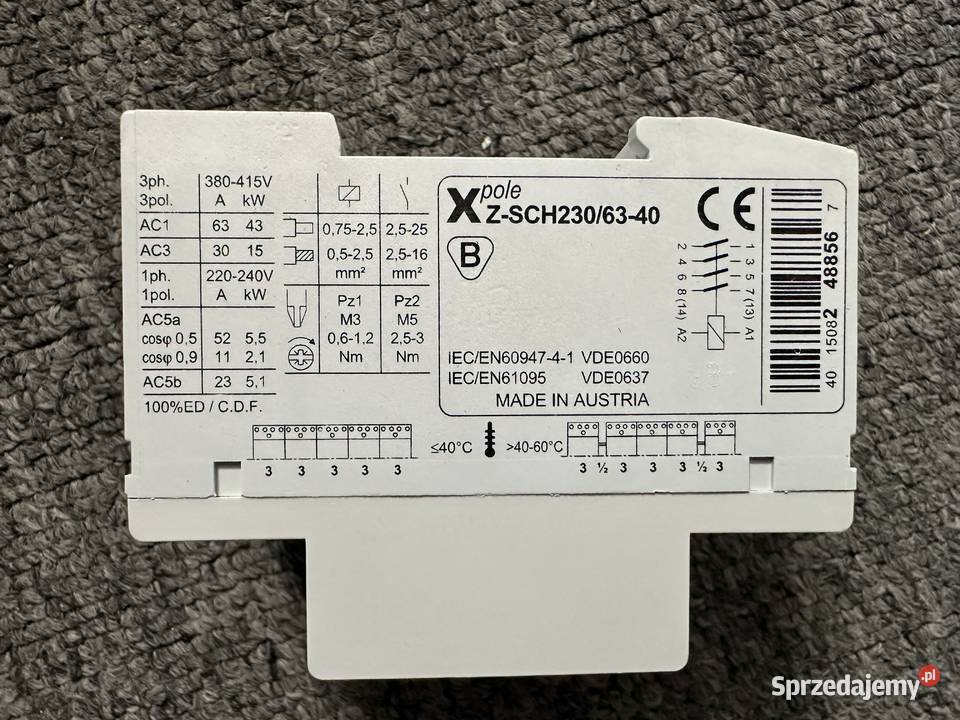 3ph. 380-415V
3pol. A kW
AC1 63 43
AC3 30 15
1ph. 220-240V
1pol. A kW
AC5a
cosφ 0,5 52 5,5
cosφ 0,9 11 2,1
AC5b 23 5,1
100%ED / C.D.F.
0,75-2,5 2,5-25
0,5-2,5 2,5-16
mm² mm²
Pz1 Pz2
M3 M5
0,6-1,2 2,5-3
Nm Nm
Xpole
Z-SCH230/63-40
B
CE
2 1
4 3
6 5
8 (14) 7 (13)
A2 A1
IEC/EN60947-4-1 VDE0660
IEC/EN61095 VDE0637
MADE IN AUSTRIA
40 15082 48856 7
≤40°C >40-60°C
3 3 3 3 3
3 ½ 3 3 3 ½ 3
Sprzedajemy.pl